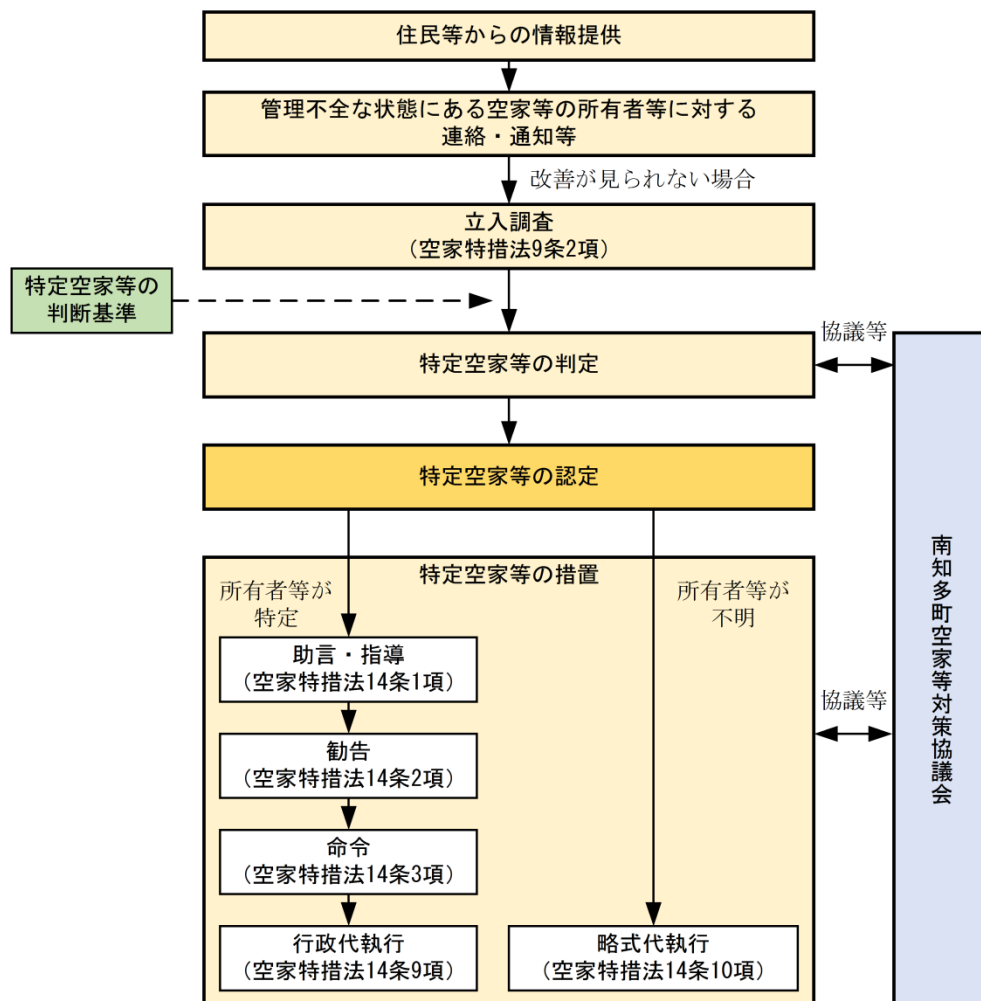 住民等からの情報提供
管理不全な状態にある空家等の所有者等に対する
連絡・通知等
改善が見られない場合
立入調査
（空家特措法9条2項）
特定空家等の
判断基準
特定空家等の判定
協議等
特定空家等の認定
特定空家等の措置
所有者等が
特定
所有者等が
不明
助言・指導
（空家特措法14条1項）
勧告
（空家特措法14条2項）
命令
（空家特措法14条3項）
行政代執行
（空家特措法14条9項）
略式代執行
（空家特措法14条10項）
協議等
南知多町空家等対策協議会